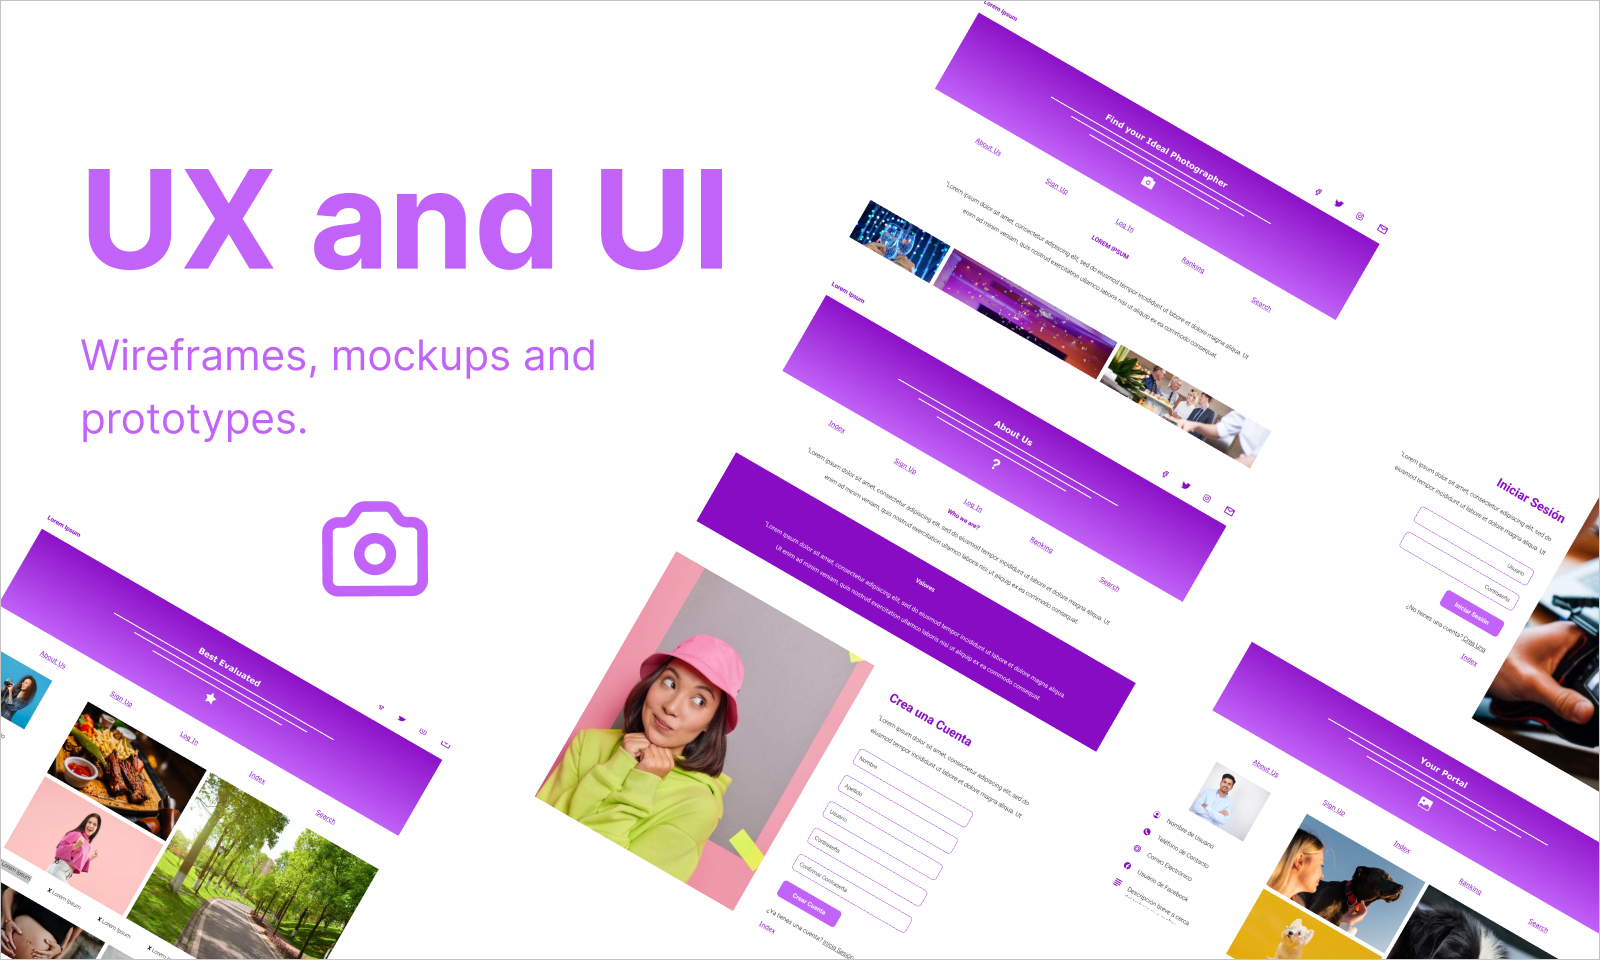 UX and UI
Wireframes, mockups and
prototypes.
Lorem Ipsum
Find your Ideal Photographer
About Us
Sign Up
Log In
Ranking
Search
LOREM IPSUM
"Lorem ipsum dolor sit amet, consectetur adipiscing elit, sed do eiusmod tempor incididunt ut labore et dolore magna aliqua. Ut
enim ad minim veniam, quis nostrud exercitation ullamco laboris nisi ut aliquip ex ea commodo consequat.
Lorem Ipsum
About Us
?
Index
Sign Up
Log In
Ranking
Search
Who we are?
"Lorem ipsum dolor sit amet, consectetur adipiscing elit, sed do eiusmod tempor incididunt ut labore et dolore magna aliqua. Ut
enim ad minim veniam, quis nostrud exercitation ullamco laboris nisi ut aliquip ex ea commodo consequat.
Valores
"Lorem ipsum dolor sit amet, consectetur adipiscing elit, sed do eiusmod tempor incididunt ut labore et dolore magna aliqua.
Ut enim ad minim veniam, quis nostrud exercitation ullamco laboris nisi ut aliquip ex ea commodo consequat.
Iniciar Sesión
"Lorem ipsum dolor sit amet, consectetur adipiscing elit, sed do
eiusmod tempor incididunt ut labore et dolore magna aliqua. Ut
Usuario
Contraseña
Iniciar Sesión
¿No tienes una cuenta? Crea Una
Index
Lorem Ipsum
Best Evaluated
About Us
Sign Up
Log In
Index
Search
Lorem Ipsum
X Lorem Ipsum
X Lorem Ipsum
X Lorem Ipsum
Crea una Cuenta
"Lorem ipsum dolor sit amet, consectetur adipiscing elit, sed do
eiusmod tempor incididunt ut labore et dolore magna aliqua. Ut
Nombre
Apellido
Usuario
Contraseña
Confirmar Contraseña
Crear Cuenta
¿Ya tienes una cuenta? Inicia Sesión
Index
Your Portal
About Us
Sign Up
Index
Ranking
Search
Nombre de Usuario
Teléfono de Contacto
Correo Electrónico
Usuario de Facebook
Descripción breve a cerca